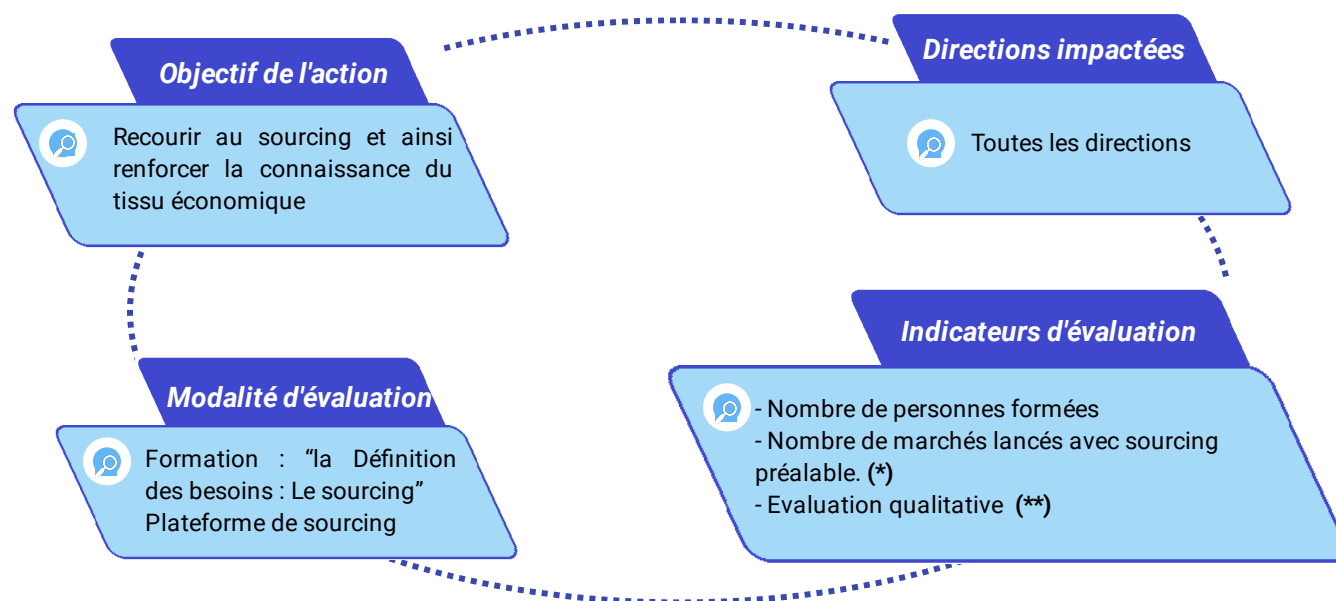 Objectif de l'action
Recourir au sourcing et ainsi
renforcer la connaissance du
tissu économique
Directions impactées
Toutes les directions
Modalité d'évaluation
Formation : “la Définition
des besoins : Le sourcing”
Plateforme de sourcing
Indicateurs d'évaluation
- Nombre de personnes formées
- Nombre de marchés lancés avec sourcing
préalable. (*)
- Evaluation qualitative (**)